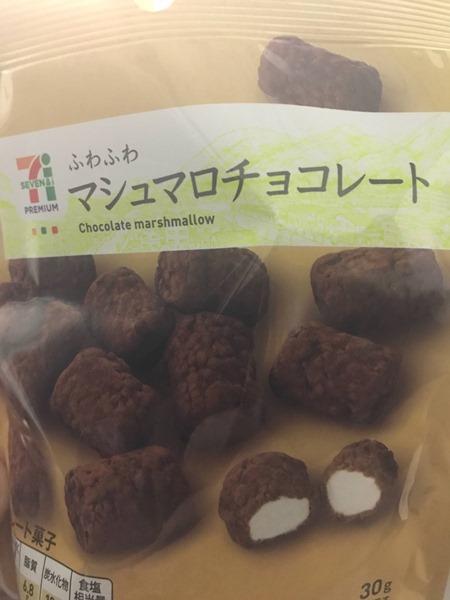 ふわふわ
マシュマロチョコレート
Chocolate marshmallow
7i
SEVEN & i
PREMIUM
ート菓子
脂質
炭水化物
食塩
相当量
6.8
30g